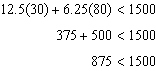 12.5(30) + 6.25(80) < 1500
375 + 500 < 1500
875 < 1500